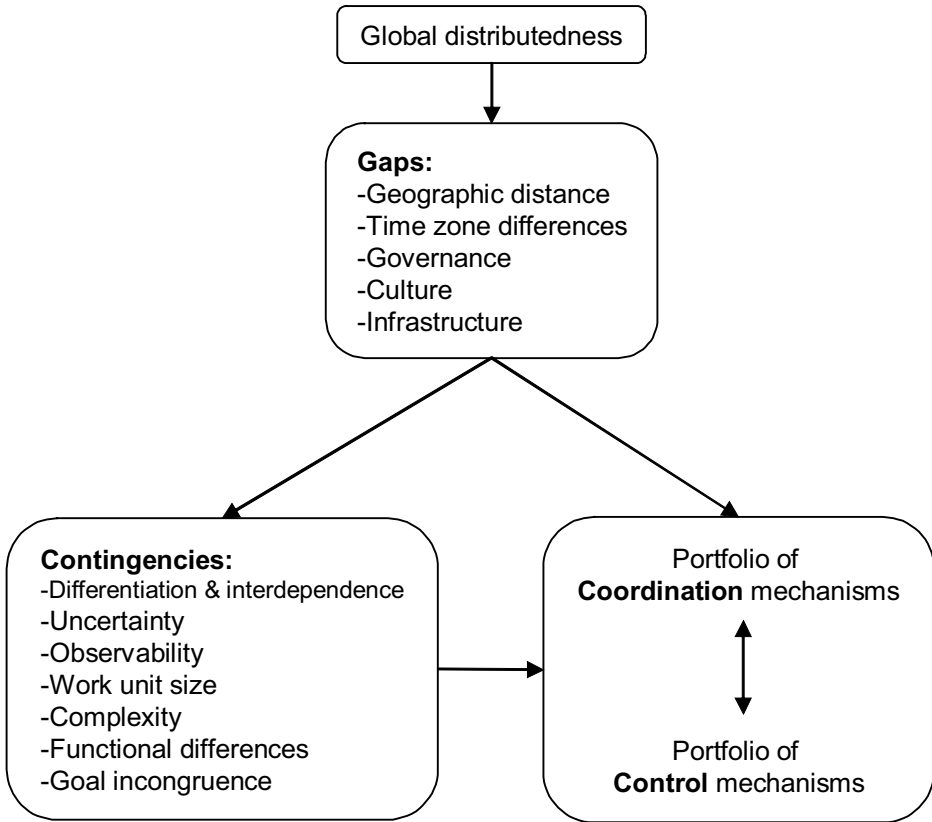 Global distributedness
Gaps:
-Geographic distance
-Time zone differences
-Governance
-Culture
-Infrastructure
Contingencies:
-Differentiation & interdependence
-Uncertainty
-Observability
-Work unit size
-Complexity
-Functional differences
-Goal incongruence
Portfolio of
Coordination mechanisms
Portfolio of
Control mechanisms